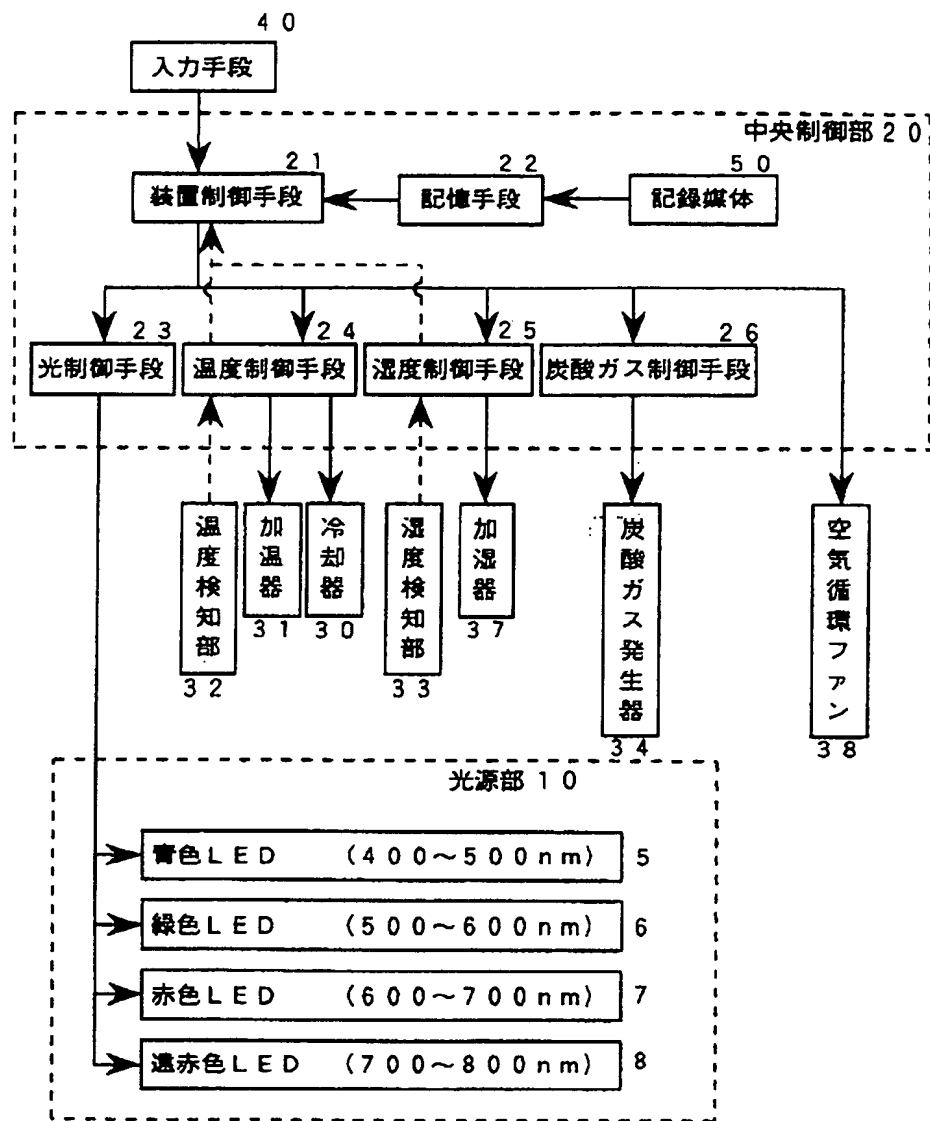 40
入力手段
中央制御部20
21
22
50
装置制御手段
記憶手段
記録媒体
23
24
25
26
光制御手段
温度制御手段
湿度制御手段
炭酸ガス制御手段
温度検知部
加温器
冷却器
湿度検知部
加湿器
炭酸ガス発生器
空気循環ファン
31
30
37
32
33
34
38
光源部10
青色LED (400~500nm) 5
緑色LED (500~600nm) 6
赤色LED (600~700nm) 7
遠赤色LED (700~800nm) 8